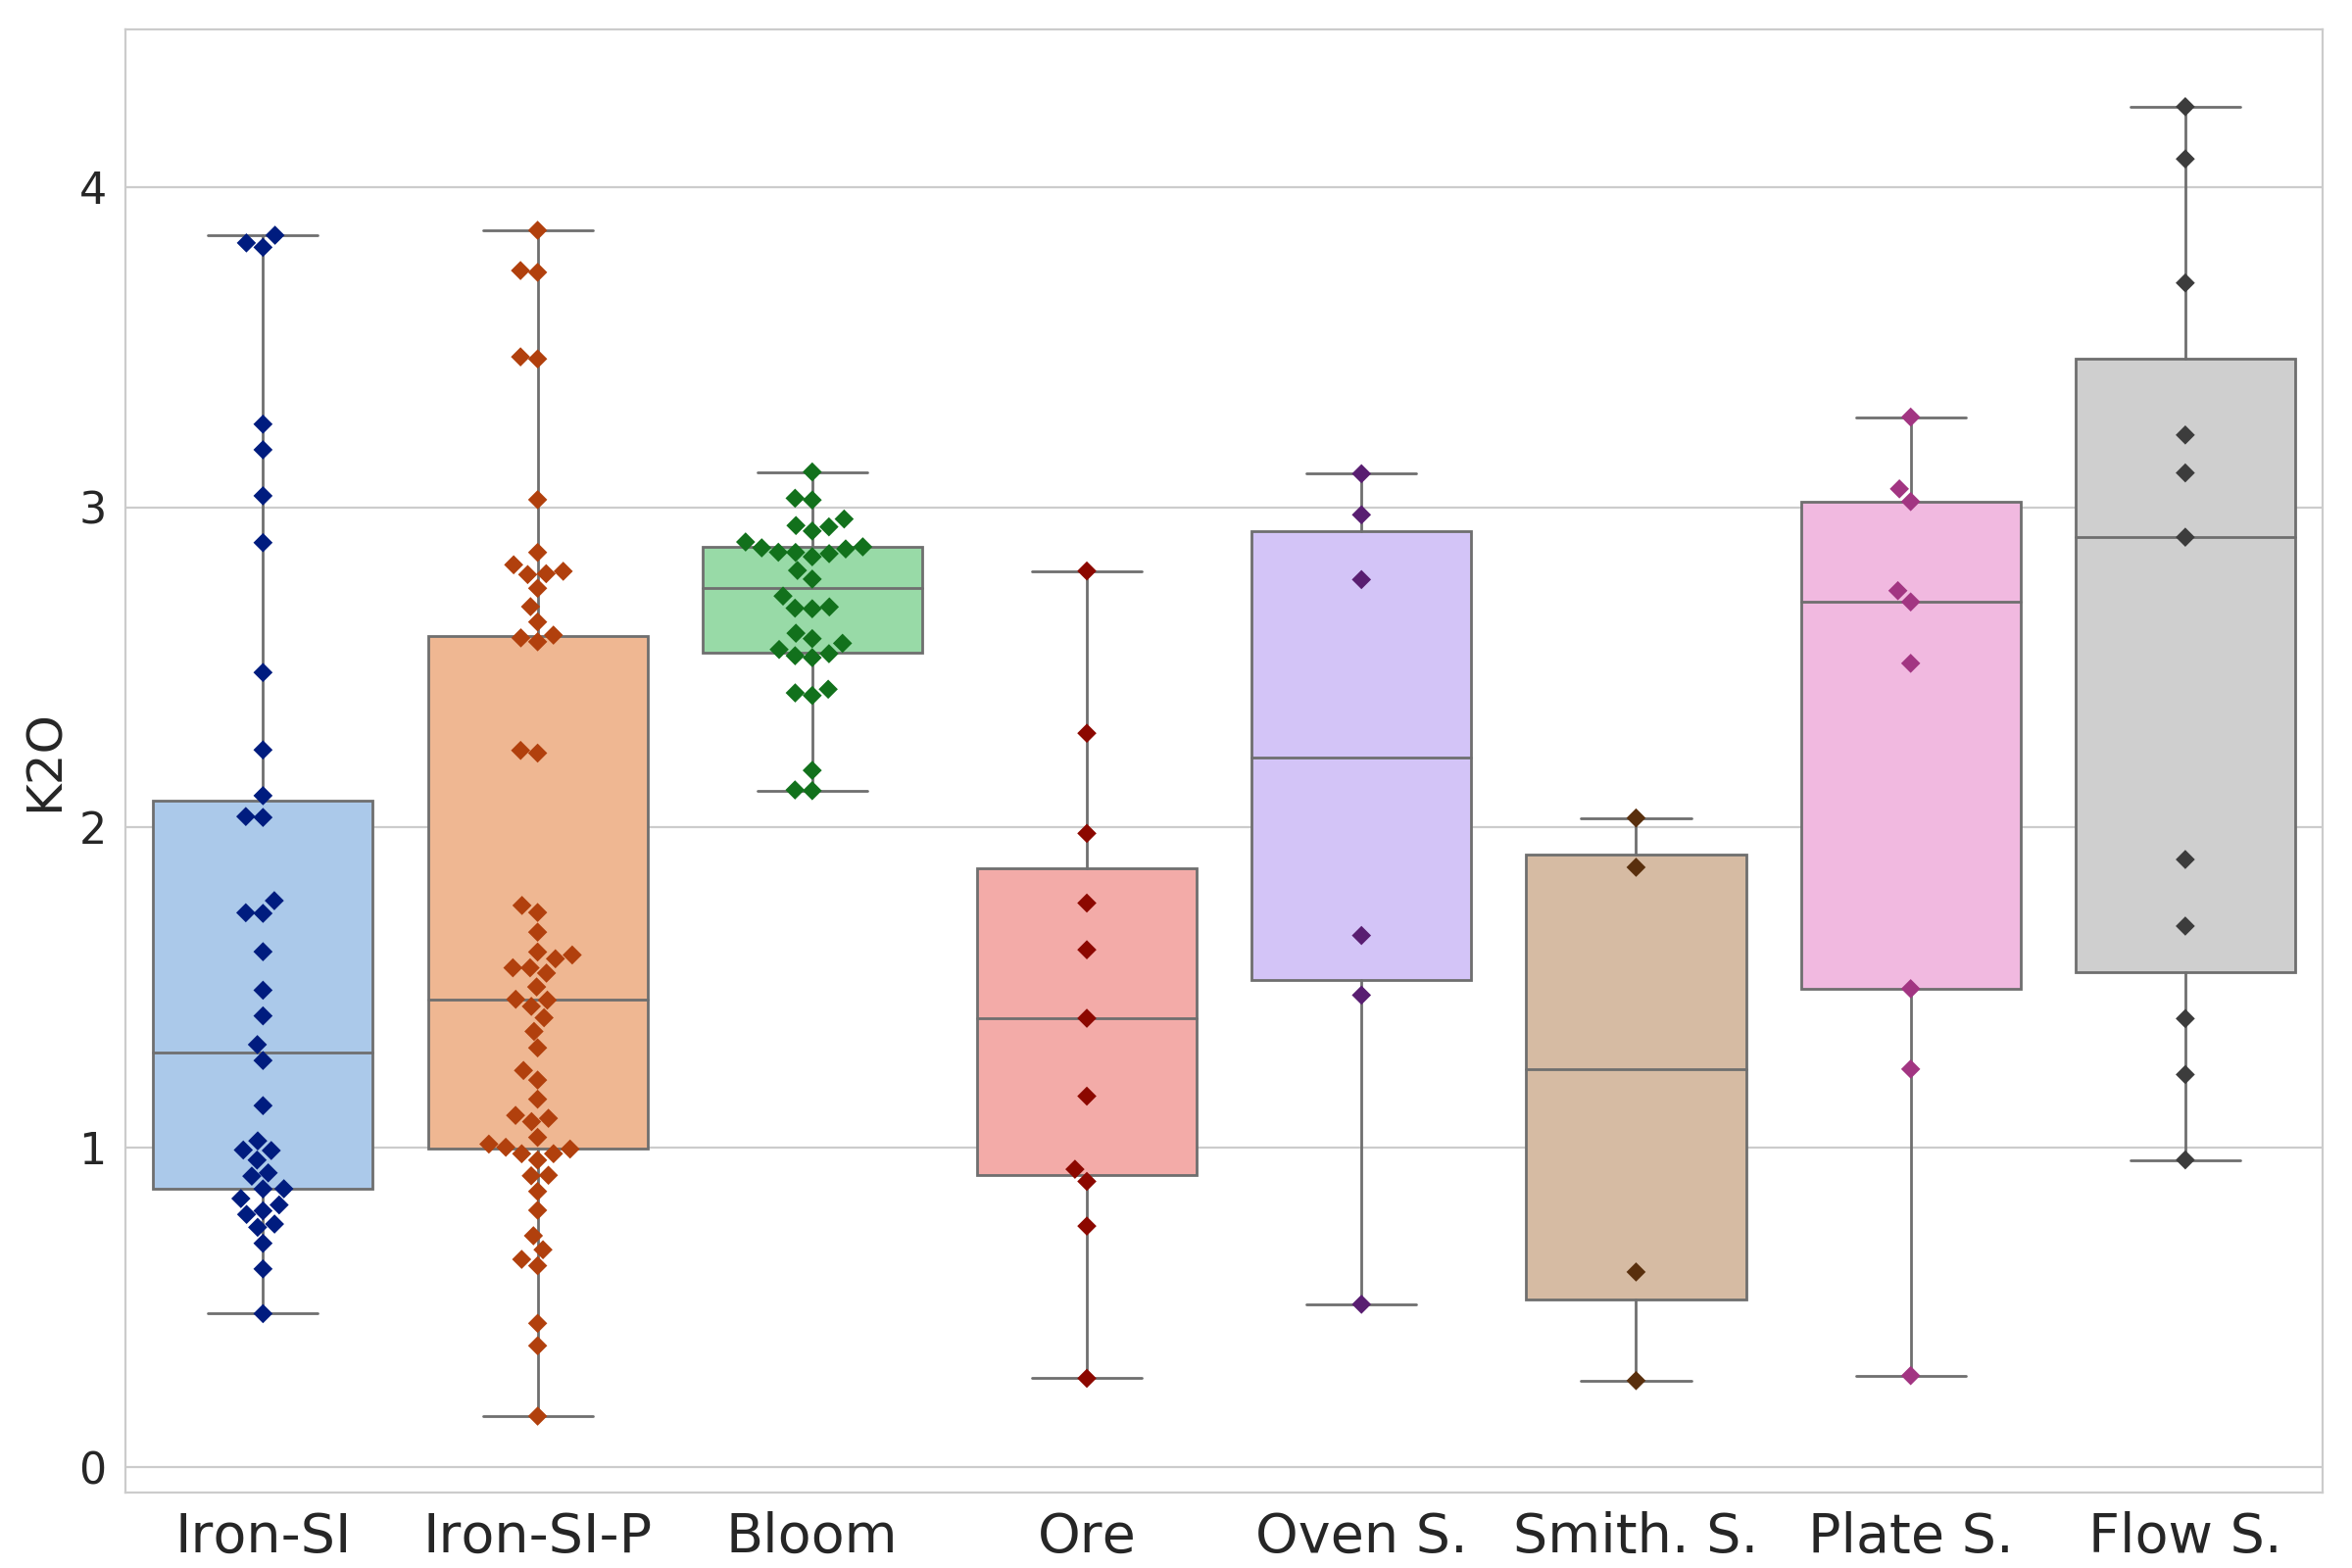 K2O
4
3
2
1
0
Iron-SI Iron-SI-P Bloom Ore Oven S. Smith. S. Plate S. Flow S.